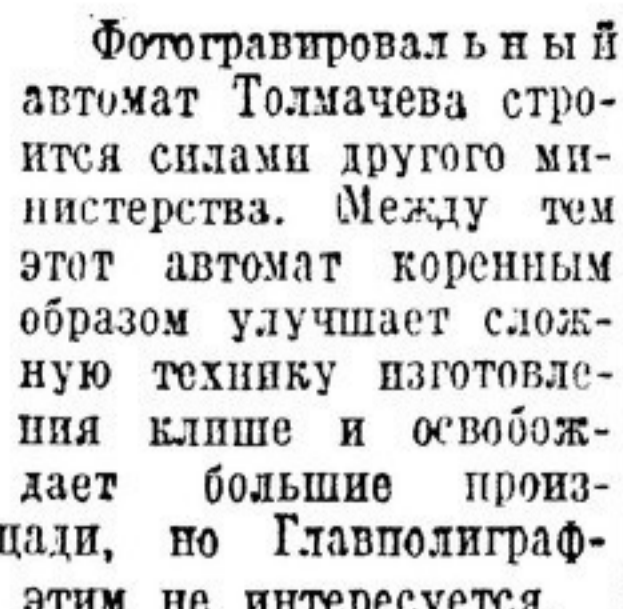 Фотогравировальный
автомат Толмачева стро-
ится силами другого ми-
нистерства. Между тем
этот автомат коренным
образом улучшает слож-
ную технику изготовле-
ния клише и освобож-
дает большие произ-
щади, но Главполиграф-
этим не интересуется.